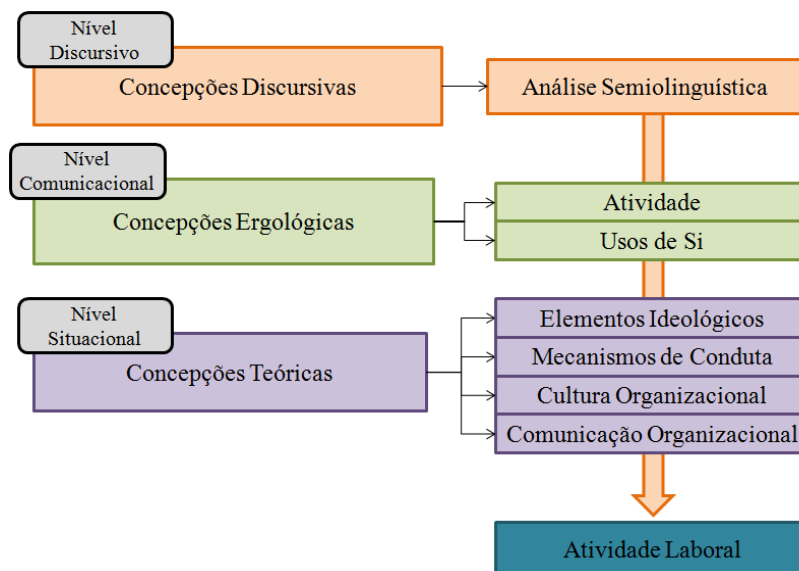 Nível
Discursivo
Concepções Discursivas
Análise Semiolinguística
Nível
Comunicacional
Concepções Ergológicas
Atividade
Usos de Si
Nível
Situacional
Concepções Teóricas
Elementos Ideológicos
Mecanismos de Conduta
Cultura Organizacional
Comunicação Organizacional
Atividade Laboral